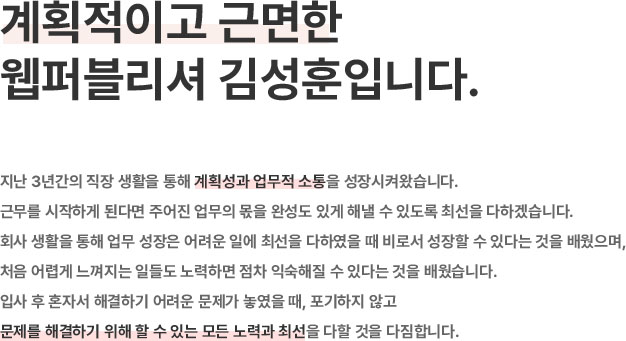 계획적이고 근면한
웹퍼블리셔 김성훈입니다.
지난 3년간의 직장 생활을 통해 계획성과 업무적 소통을 성장시켜왔습니다.
근무를 시작하게 된다면 주어진 업무의 몫을 완성도 있게 해낼 수 있도록 최선을 다하겠습니다.
회사 생활을 통해 업무 성장은 어려운 일에 최선을 다하였을 때 비로서 성장할 수 있다는 것을 배웠으며,
처음 어렵게 느껴지는 일들도 노력하면 점차 익숙해질 수 있다는 것을 배웠습니다.
입사 후 혼자서 해결하기 어려운 문제가 놓였을 때, 포기하지 않고
문제를 해결하기 위해 할 수 있는 모든 노력과 최선을 다할 것을 다짐합니다.